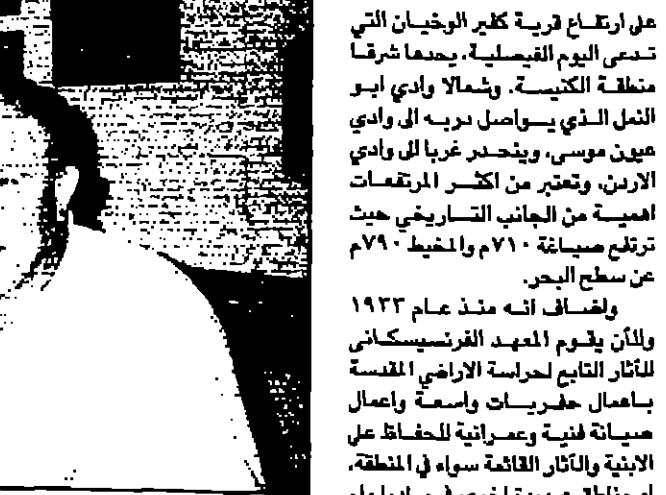 على ارتفاع قرية كفير الوخيان التي
تدعى اليوم الفيصلية، يحدها شرقا
منطقة الكنيسة، وشمالا وادي ابو
النمل الذي يواصل دربه الى وادي
عيون موسى، وينحدر غربا الى وادي
الاردن، وتعتبر من اكثر المرتفعات
اهمية من الجانب التاريخي حيث
ترتفع صياغة ٧١٠م والمخيط ٧٩٠م
عن سطح البحر.
واضاف انه منذ عام ١٩٣٣
وللأن يقوم المعهد الفرنسيسكاني
للآثار التابع لحراسة الاراضي المقدسة
باعمال حفريات واسعة واعمال
صيانة فنية وعمرانية للحفاظ على
الابنية والآثار القائمة سواء في المنطقة،